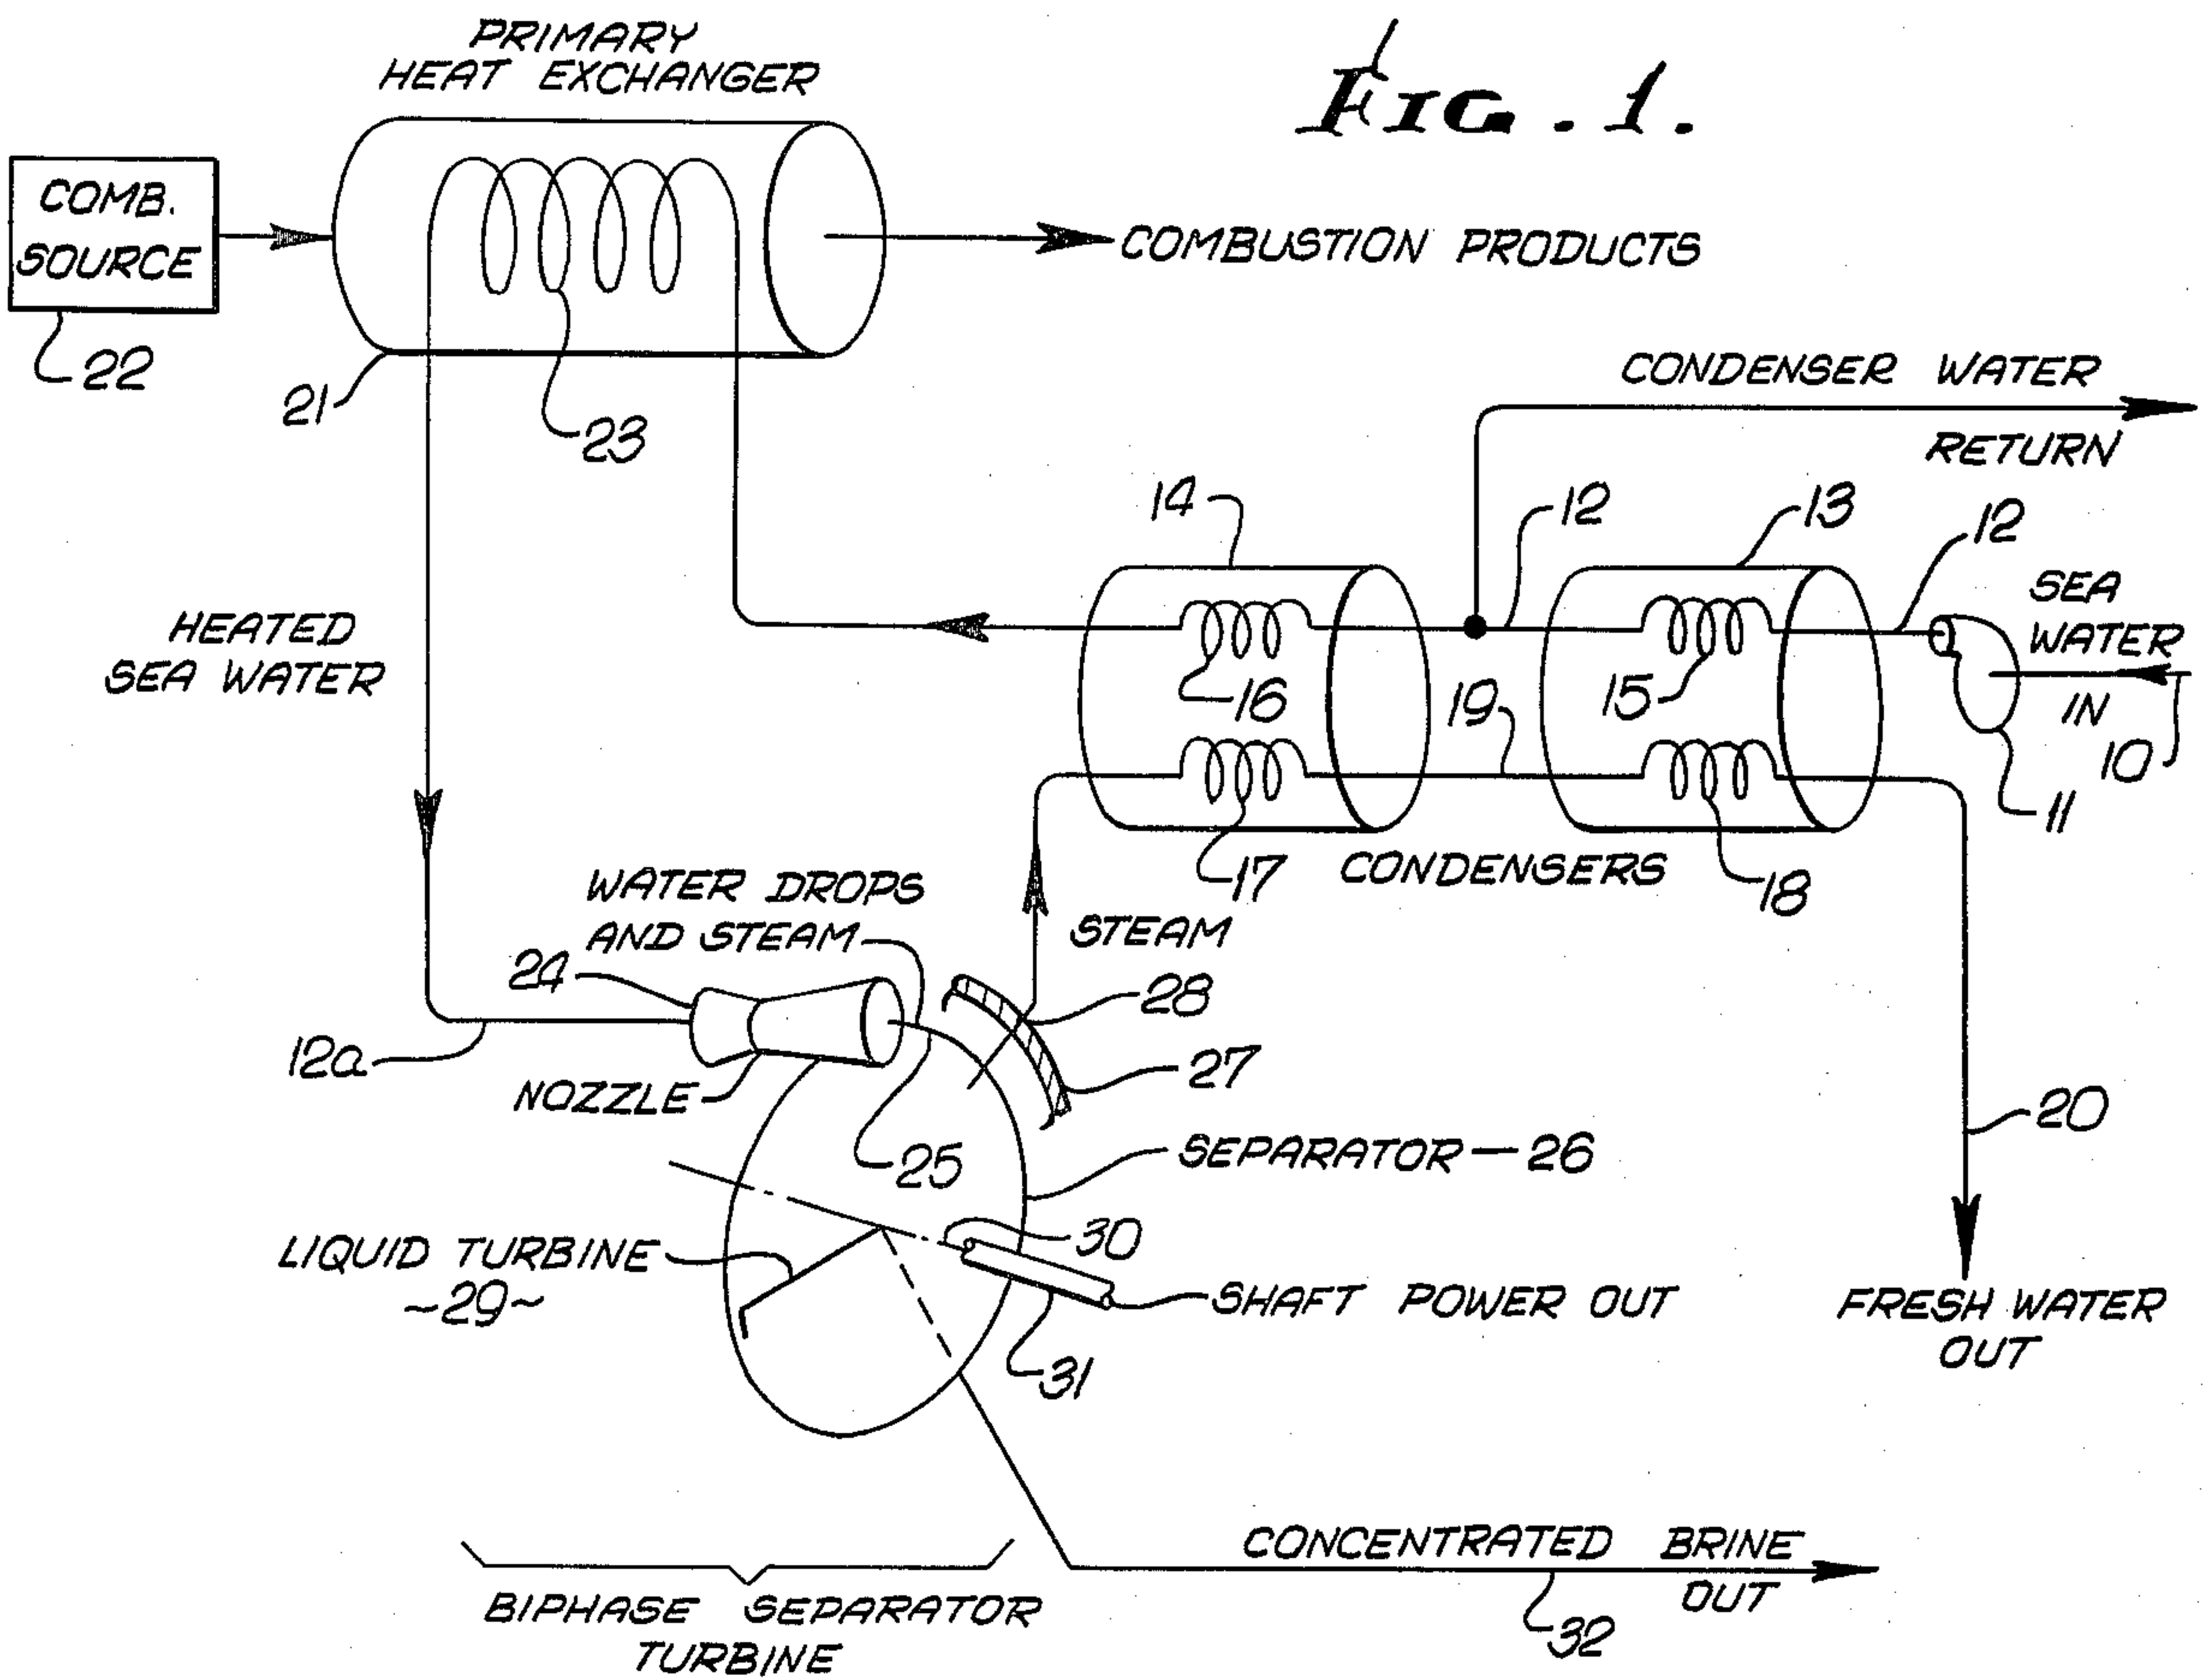 FIG. 1.
PRIMARY
HEAT EXCHANGER
COMB.
SOURCE
22
21
23
COMBUSTION PRODUCTS
CONDENSER WATER
RETURN
14
12
13
12
SEA
WATER
IN
10
11
16
19
15
17
CONDENSERS
18
HEATED
SEA WATER
WATER DROPS
AND STEAM
STEAM
24
28
12a
NOZZLE
27
25
SEPARATOR — 26
20
30
LIQUID TURBINE
~29~
SHAFT POWER OUT
31
FRESH WATER
OUT
CONCENTRATED BRINE
OUT
32
BIPHASE SEPARATOR
TURBINE